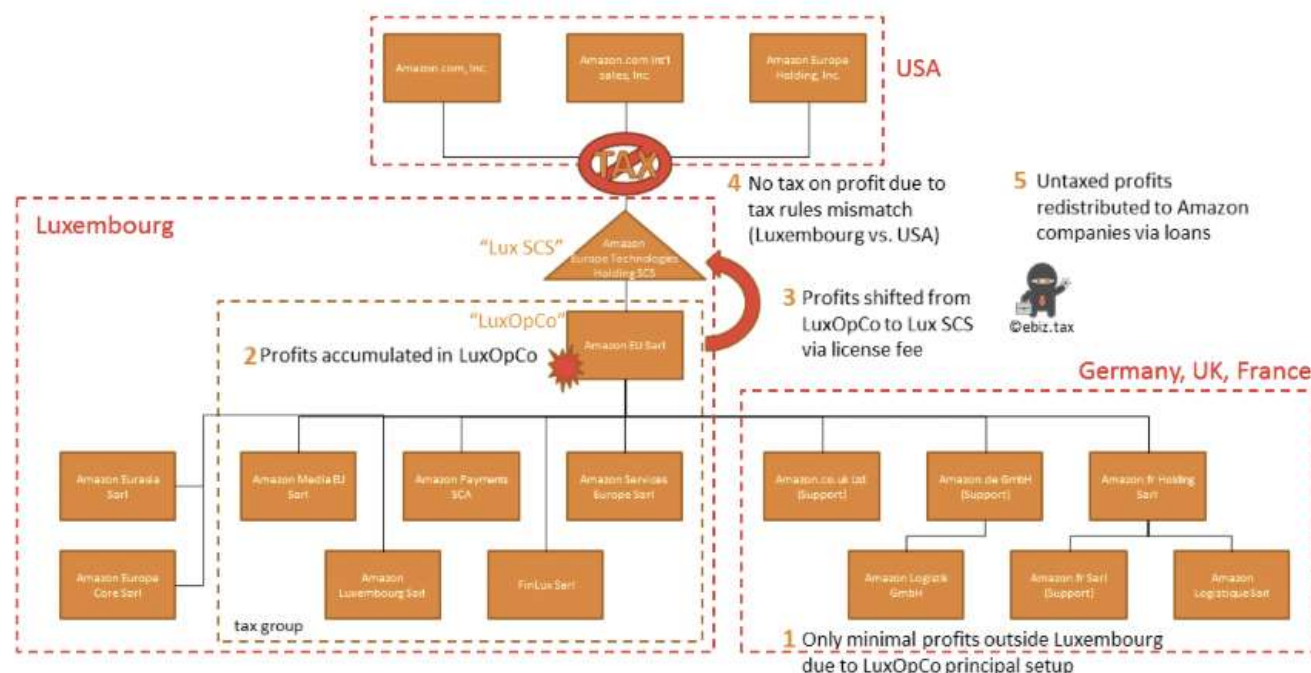 Amazon.com, Inc.
Amazon.com Int'l
sales, Inc.
Amazon Europe
Holding, Inc.
USA
TAX
4 No tax on profit due to
tax rules mismatch
(Luxembourg vs. USA)
5 Untaxed profits
redistributed to Amazon
companies via loans
Luxembourg
"Lux SCS"
Amazon
Europe Technologies
Holding SCS
3 Profits shifted from
LuxOpCo to Lux SCS
via license fee
©ebiz.tax
"LuxOpCo"
Amazon EU Sarl
2 Profits accumulated in LuxOpCo
Germany, UK, France
Amazon Eurasia
Sarl
Amazon Media EU
Sarl
Amazon Payments
SCA
Amazon Services
Europe Sarl
Amazon.co.uk Ltd.
(Support)
Amazon.de GmbH
(Support)
Amazon.fr Holding
Sarl
Amazon Europe
Core Sarl
Amazon
Luxembourg Sarl
FinLux Sarl
Amazon Logistik
GmbH
Amazon.fr Sarl
(Support)
Amazon
Logistique Sarl
tax group
1 Only minimal profits outside Luxembourg
due to LuxOpCo principal setup